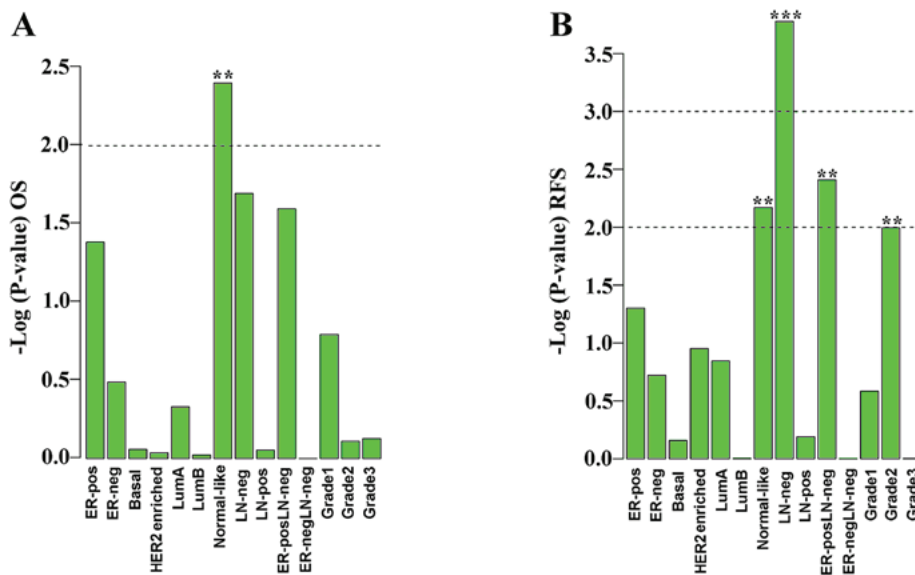 A
-Log (P-value) OS
2.5
2.0
1.5
1.0
0.5
0.0
**
ER-pos
ER-neg
Basal
HER2 enriched
LumA
LumB
Normal-like
LN-neg
LN-pos
ER-posLN-neg
ER-negLN-neg
Grade1
Grade2
Grade3
B
-Log (P-value) RFS
3.5
3.0
2.5
2.0
1.5
1.0
0.5
0.0
**
***
**
**
ER-pos
ER-neg
Basal
HER2 enriched
LumA
LumB
Normal-like
LN-neg
LN-pos
ER-posLN-neg
ER-negLN-neg
Grade1
Grade2
Grade3